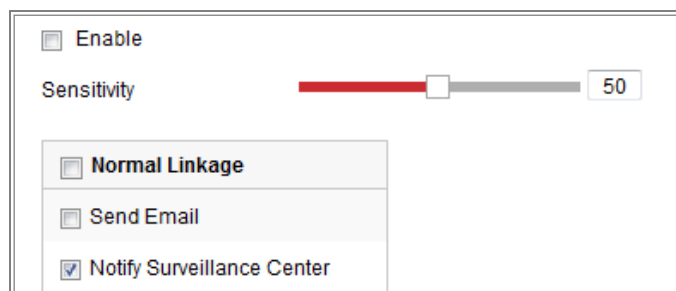 Enable
Sensitivity 50
Normal Linkage
Send Email
Notify Surveillance Center